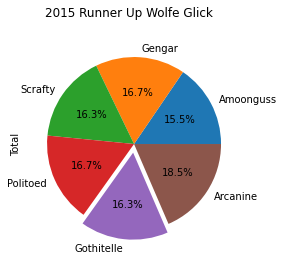 2015 Runner Up Wolfe Glick
Gengar
Scrafty
Amoonguss
16.7%
16.3%
15.5%
Total
16.7%
18.5%
Politoed
Arcanine
16.3%
Gothitelle